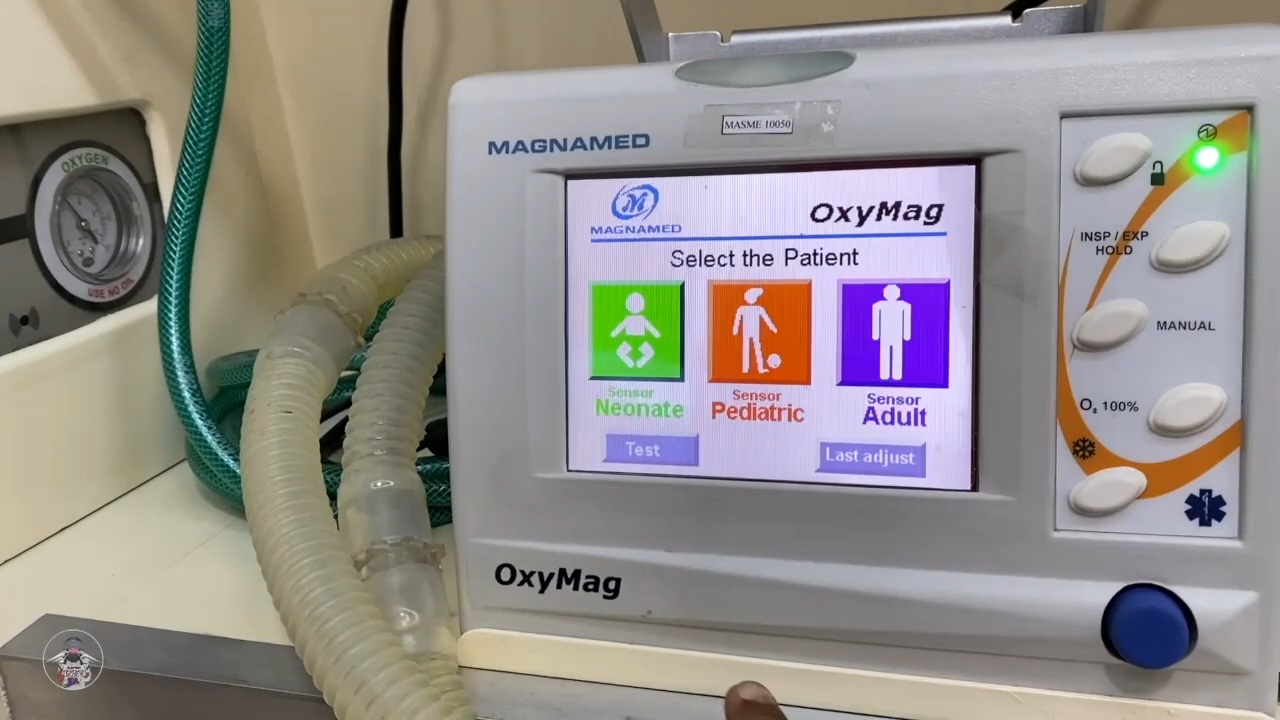 OXYGEN
USE NO OIL
MAGNAMED
MASME 10050
MAGNAMED
OxyMag
Select the Patient
Sensor
Neonate
Sensor
Pediatric
Sensor
Adult
Test
Last adjust
INSP / EXP
HOLD
MANUAL
O₂ 100%
OxyMag